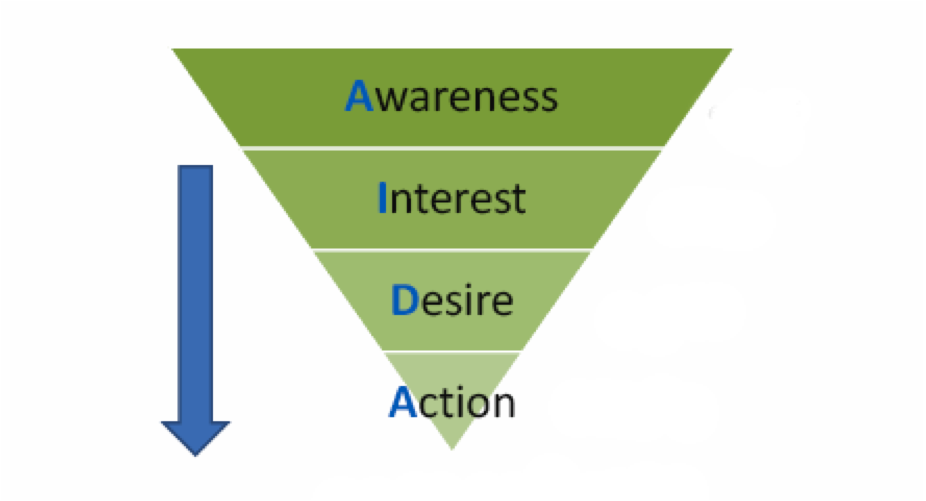 Awareness
Interest
Desire
Action